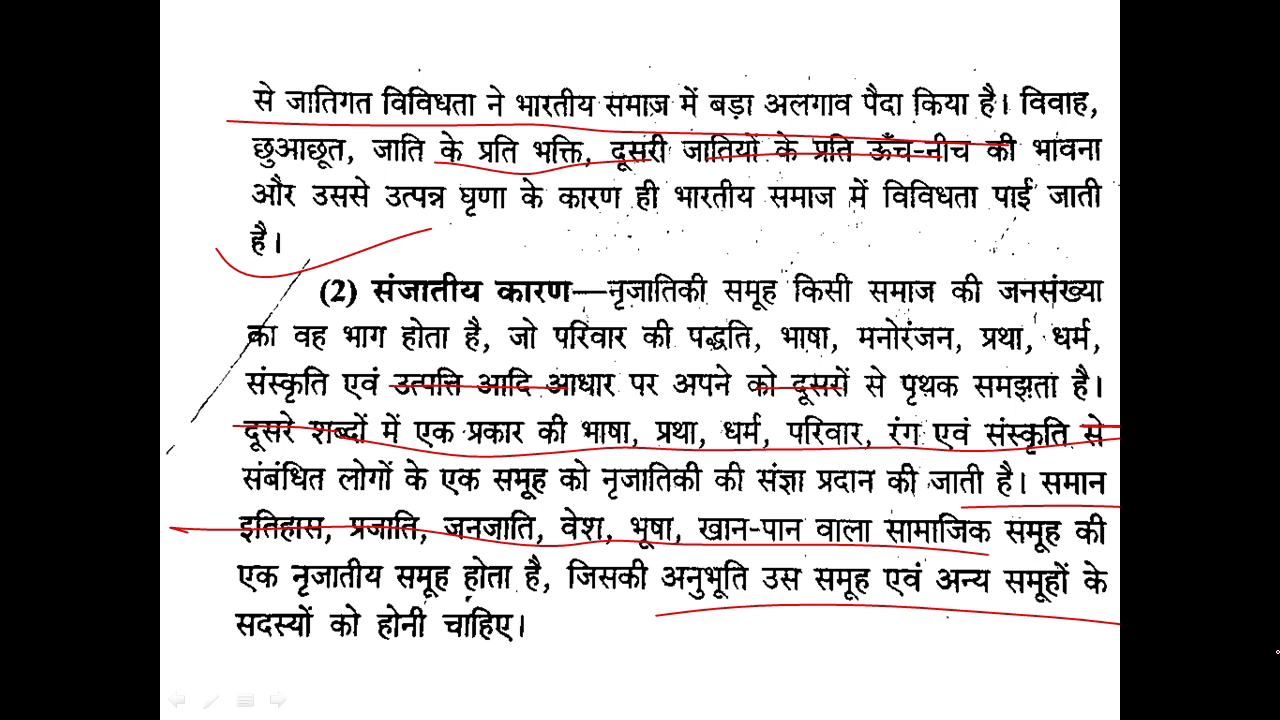 से जातिगत विविधता ने भारतीय समाज में बड़ा अलगाव पैदा किया है। विवाह,
छुआछूत, जाति के प्रति भक्ति, दूसरी जातियों के प्रति ऊँच-नीच की भावना
और उससे उत्पन्न घृणा के कारण ही भारतीय समाज में विविधता पाई जाती
है।
(2) संजातीय कारण—नृजातिकी समूह किसी समाज की जनसंख्या
का वह भाग होता है, जो परिवार की पद्धति, भाषा, मनोरंजन, प्रथा, धर्म,
संस्कृति एवं उत्पत्ति आदि आधार पर अपने को दूसरों से पृथक समझता है।
दूसरे शब्दों में एक प्रकार की भाषा, प्रथा, धर्म, परिवार, रंग एवं संस्कृति से
संबंधित लोगों के एक समूह को नृजातिकी की संज्ञा प्रदान की जाती है। समान
इतिहास, प्रजाति, जनजाति, वेश, भूषा, खान-पान वाला सामाजिक समूह की
एक नृजातीय समूह होता है, जिसकी अनुभूति उस समूह एवं अन्य समूहों के
सदस्यों को होनी चाहिए।